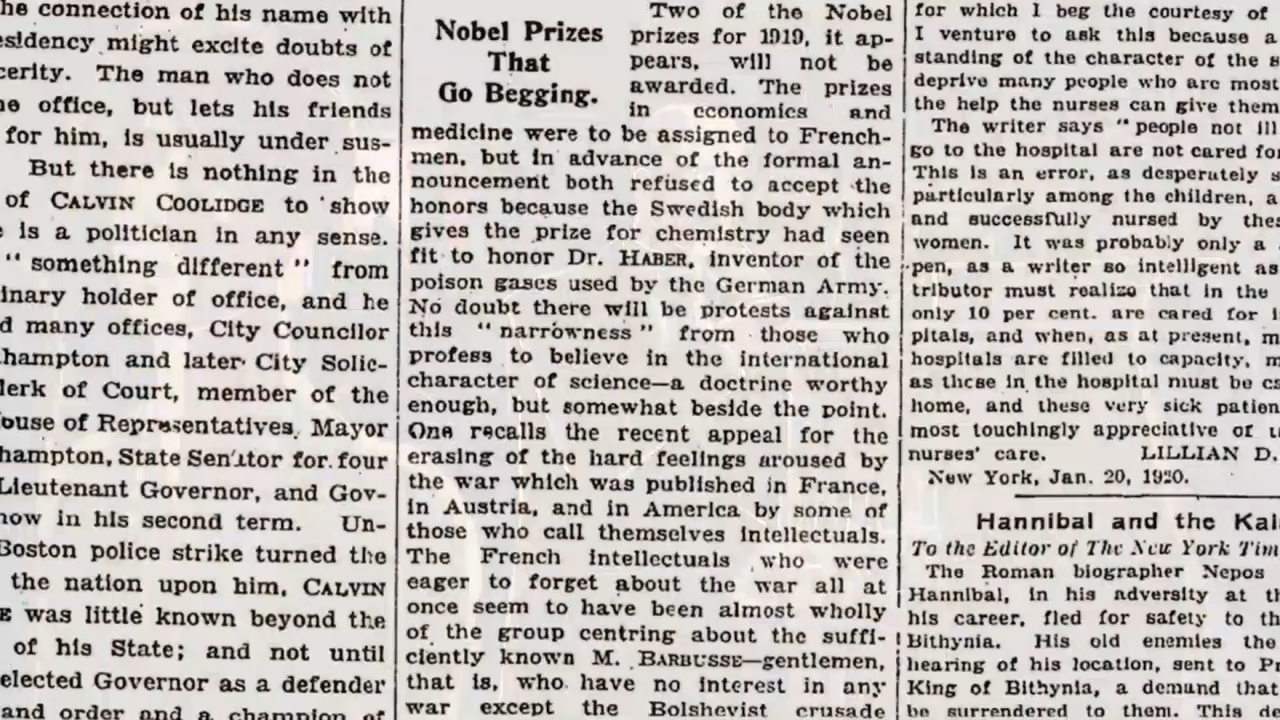 he connection of his name with
esidency might excite doubts of
cerity. The man who does not
ne office, but lets his friends
for him, is usually under sus-
But there is nothing in the
of CALVIN COOLIDGE to show
e is a politician in any sense.
" something different " from
inary holder of office, and he
d many offices, City Councilor
hampton and later City Solic-
lerk of Court, member of the
ouse of Representatives, Mayor
hampton, State Senator for four
Lieutenant Governor, and Gov-
now in his second term. Un-
Boston police strike turned the
the nation upon him, CALVIN
E was little known beyond the
of his State; and not until
elected Governor as a defender
and order and a champion of
Nobel Prizes
That
Go Begging.
Two of the Nobel
prizes for 1919, it ap-
pears, will not be
awarded. The prizes
in economics and
medicine were to be assigned to French-
men, but in advance of the formal an-
nouncement both refused to accept the
honors because the Swedish body which
gives the prize for chemistry had seen
fit to honor Dr. HABER, inventor of the
poison gases used by the German Army.
No doubt there will be protests against
this " narrowness " from those who
profess to believe in the international
character of science—a doctrine worthy
enough, but somewhat beside the point.
One recalls the recent appeal for the
erasing of the hard feelings aroused by
the war which was published in France,
in Austria, and in America by some of
those who call themselves intellectuals.
The French intellectuals who were
eager to forget about the war all at
once seem to have been almost wholly
of the group centring about the suffi-
ciently known M. BARBUSSE—gentlemen,
that is, who have no interest in any
war except the Bolshevist crusade
for which I beg the courtesy of
I venture to ask this because a
standing of the character of the s
deprive many people who are most
the help the nurses can give them
The writer says " people not ill
go to the hospital are not cared for
This is an error, as desperately s
particularly among the children, a
and successfully nursed by thes
women. It was probably only a
pen, as a writer so intelligent as
tributor must realize that in the
only 10 per cent. are cared for i
pitals, and when, as at present, m
hospitals are filled to capacity, m
as these in the hospital must be ca
home, and these very sick patien
most touchingly appreciative of u
nurses' care. LILLIAN D.
New York, Jan. 20, 1920.
Hannibal and the Kai
To the Editor of The New York Tim
The Roman biographer Nepos
Hannibal, in his adversity at th
his career, fled for safety to th
Bithynia. His old enemies the
hearing of his location, sent to Pr
King of Bithynia, a demand that
be surrendered to them. This de